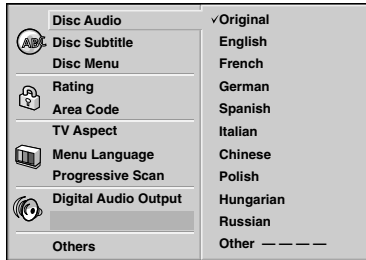 Disc Audio
ABC Disc Subtitle
Disc Menu
Rating
Area Code
TV Aspect
Menu Language
Progressive Scan
Digital Audio Output
Others
✓Original
English
French
German
Spanish
Italian
Chinese
Polish
Hungarian
Russian
Other — — — —